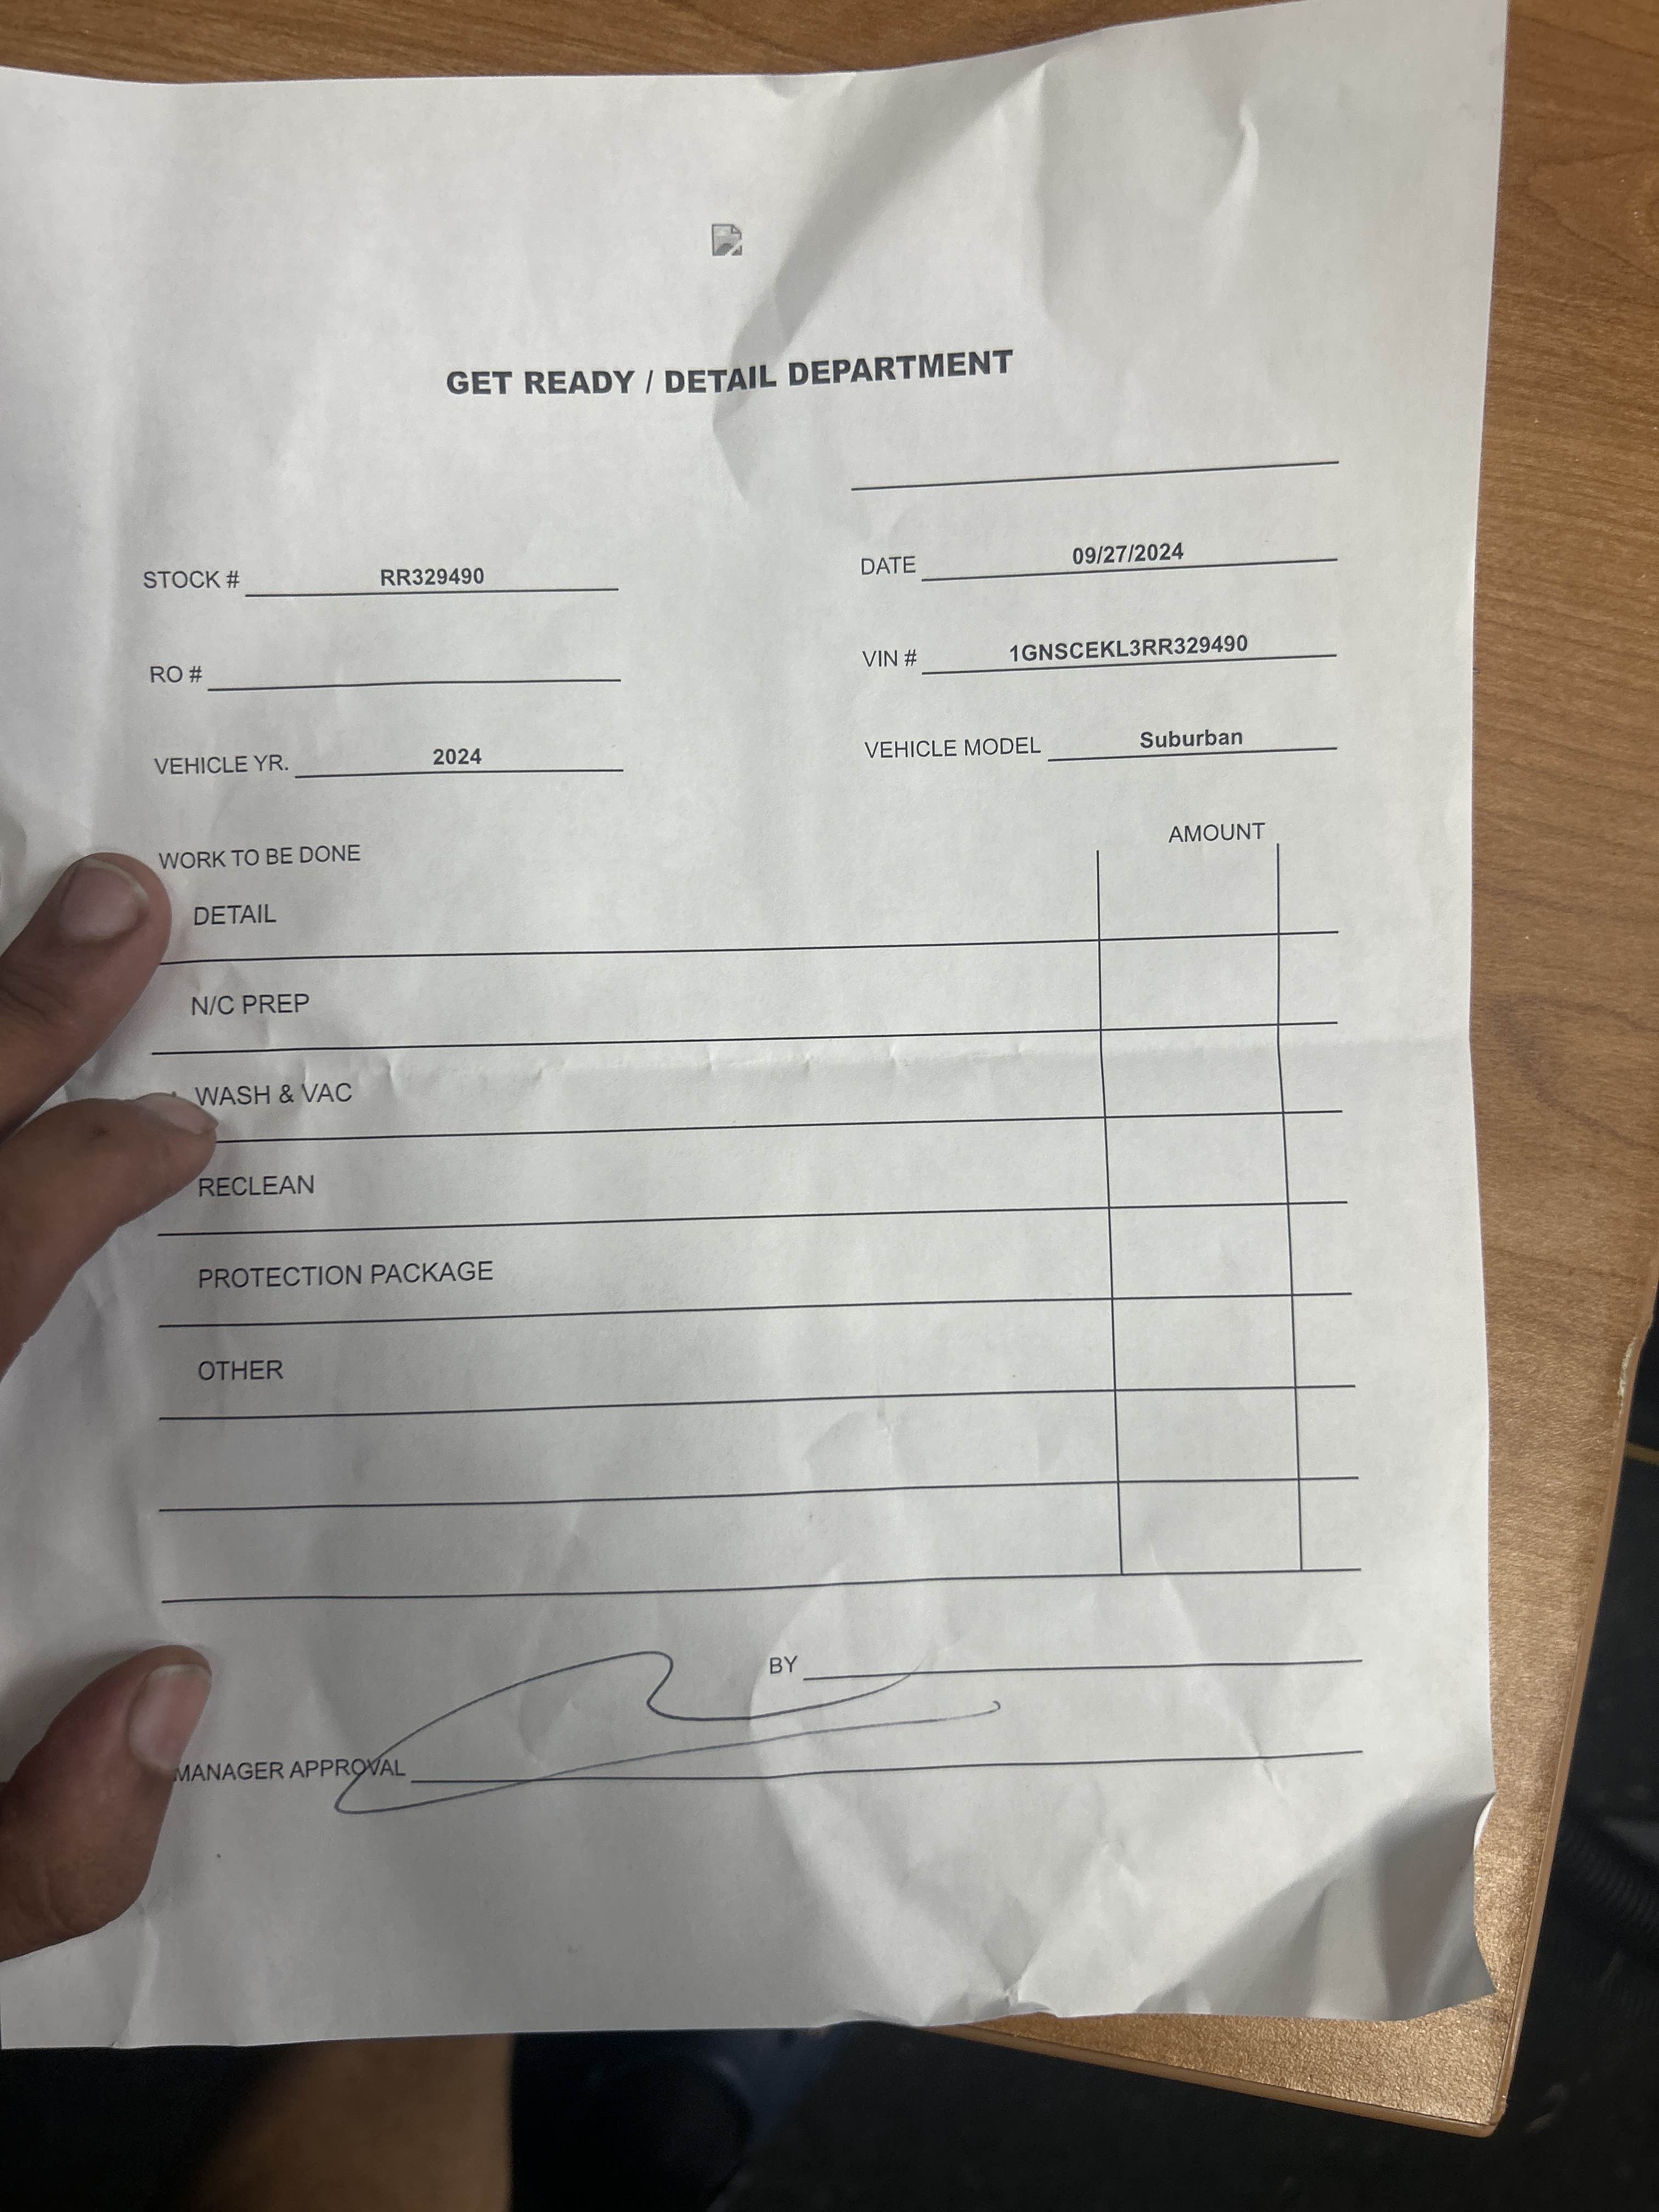 GET READY / DETAIL DEPARTMENT
STOCK # RR329490
DATE 09/27/2024
RO #
VIN # 1GNSCEKL3RR329490
VEHICLE YR. 2024
VEHICLE MODEL Suburban
WORK TO BE DONE
AMOUNT
DETAIL
N/C PREP
WASH & VAC
RECLEAN
PROTECTION PACKAGE
OTHER
BY
MANAGER APPROVAL